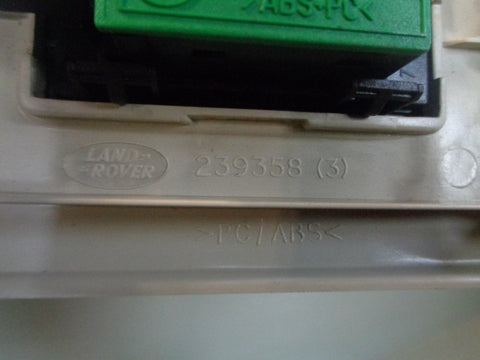 >ABS+PC<
LAND-
=ROVER
239358 (3)
>PC/ABS<